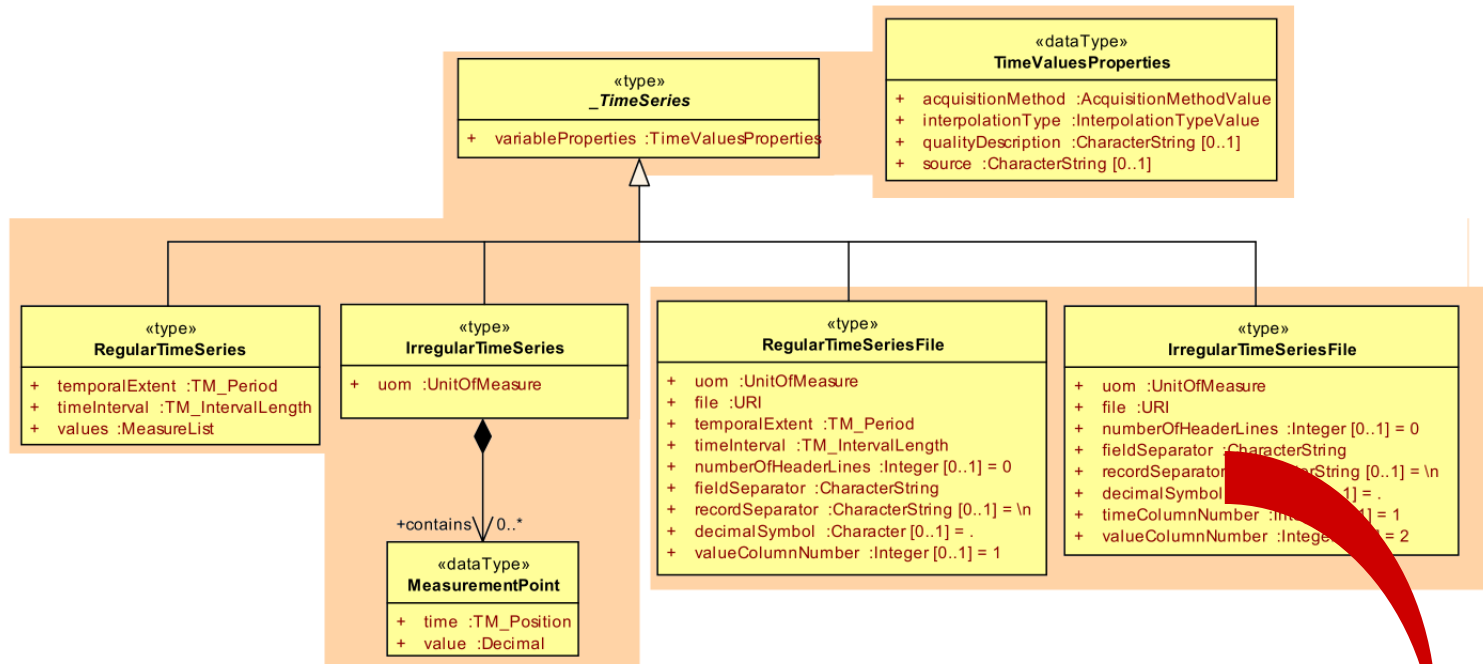 «type»
_TimeSeries
+ variableProperties :TimeValuesProperties
«dataType»
TimeValuesProperties
+ acquisitionMethod :AcquisitionMethodValue
+ interpolationType :InterpolationTypeValue
+ qualityDescription :CharacterString [0..1]
+ source :CharacterString [0..1]
«type»
RegularTimeSeries
+ temporalExtent :TM_Period
+ timeInterval :TM_IntervalLength
+ values :MeasureList
«type»
IrregularTimeSeries
+ uom :UnitOfMeasure
+contains
0..*
«dataType»
MeasurementPoint
+ time :TM_Position
+ value :Decimal
«type»
RegularTimeSeriesFile
+ uom :UnitOfMeasure
+ file :URI
+ temporalExtent :TM_Period
+ timeInterval :TM_IntervalLength
+ numberOfHeaderLines :Integer [0..1] = 0
+ fieldSeparator :CharacterString
+ recordSeparator :CharacterString [0..1] = \n
+ decimalSymbol :Character [0..1] = .
+ valueColumnNumber :Integer [0..1] = 1
«type»
IrregularTimeSeriesFile
+ uom :UnitOfMeasure
+ file :URI
+ numberOfHeaderLines :Integer [0..1] = 0
+ fieldSeparator :CharacterString
+ recordSeparator [0..1] = \n
+ decimalSymbol = .
+ timeColumnNumber = 1
+ valueColumnNumber = 2